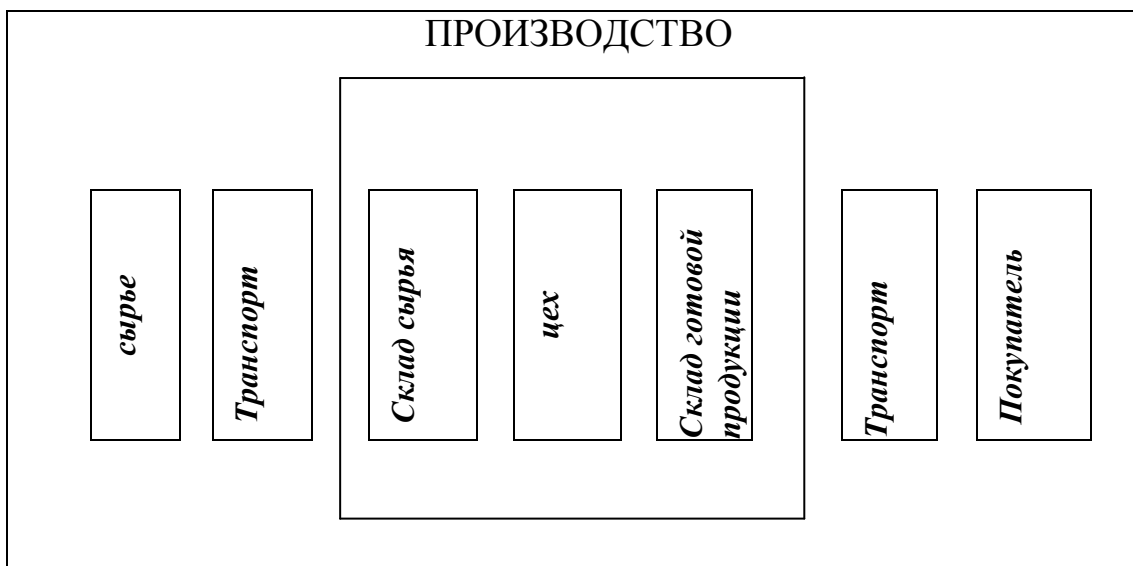 ПРОИЗВОДСТВО
сырье
Транспорт
Склад сырья
цех
Склад готовой
продукции
Транспорт
Покупатель